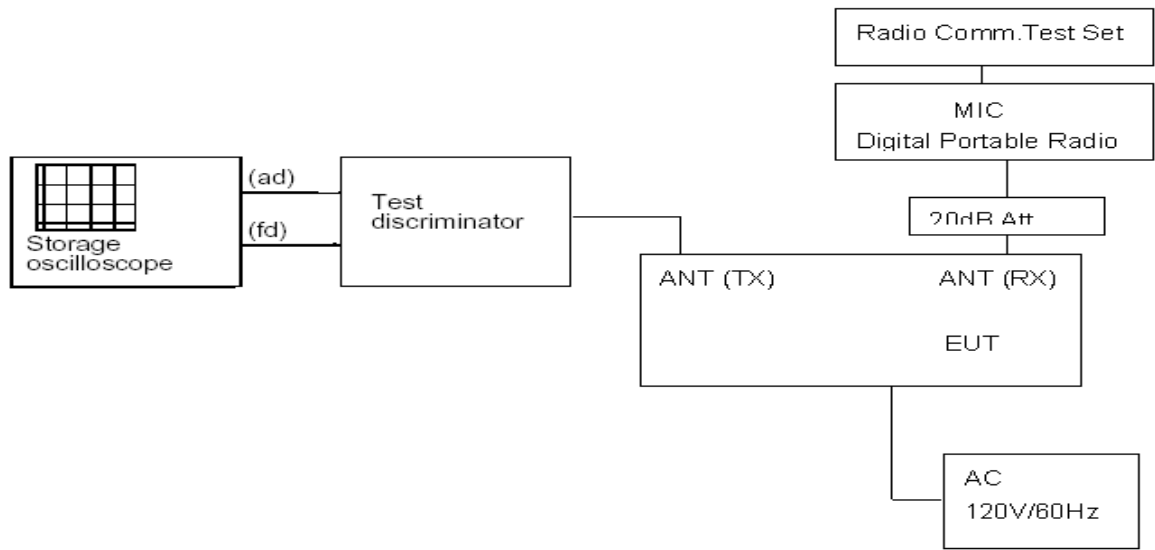 Radio Comm.Test Set
MIC
Digital Portable Radio
20dB Att
(ad)
(fd)
Storage
oscilloscope
Test
discriminator
ANT (TX)
ANT (RX)
EUT
AC
120V/60Hz